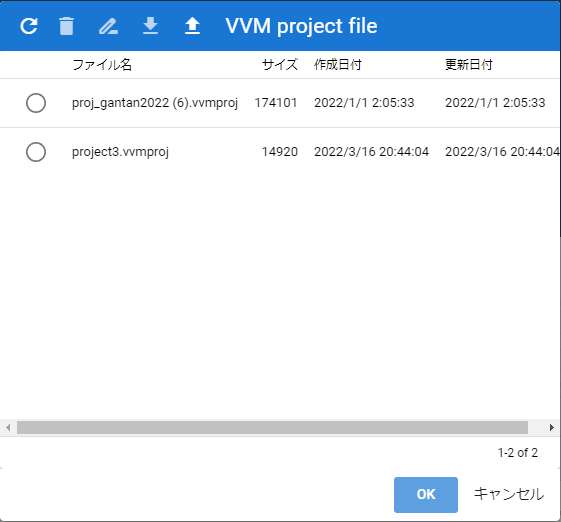 VVM project file
ファイル名 サイズ 作成日付 更新日付
proj_gantan2022 (6).vvmproj 174101 2022/1/1 2:05:33 2022/1/1 2:05:33
project3.vvmproj 14920 2022/3/16 20:44:04 2022/3/16 20:44:04
1-2 of 2
OK キャンセル